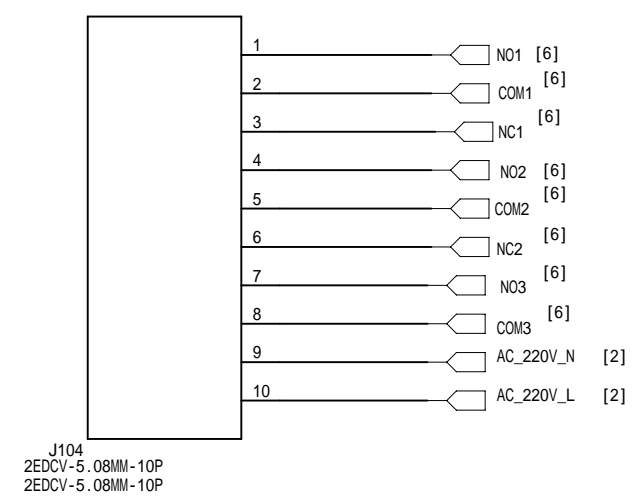 1 NO1 [6]
2 COM1 [6]
3 NC1 [6]
4 NO2 [6]
5 COM2 [6]
6 NC2 [6]
7 NO3 [6]
8 COM3 [6]
9 AC_220V_N [2]
10 AC_220V_L [2]
J104
2EDCV-5.08MM-10P
2EDCV-5.08MM-10P